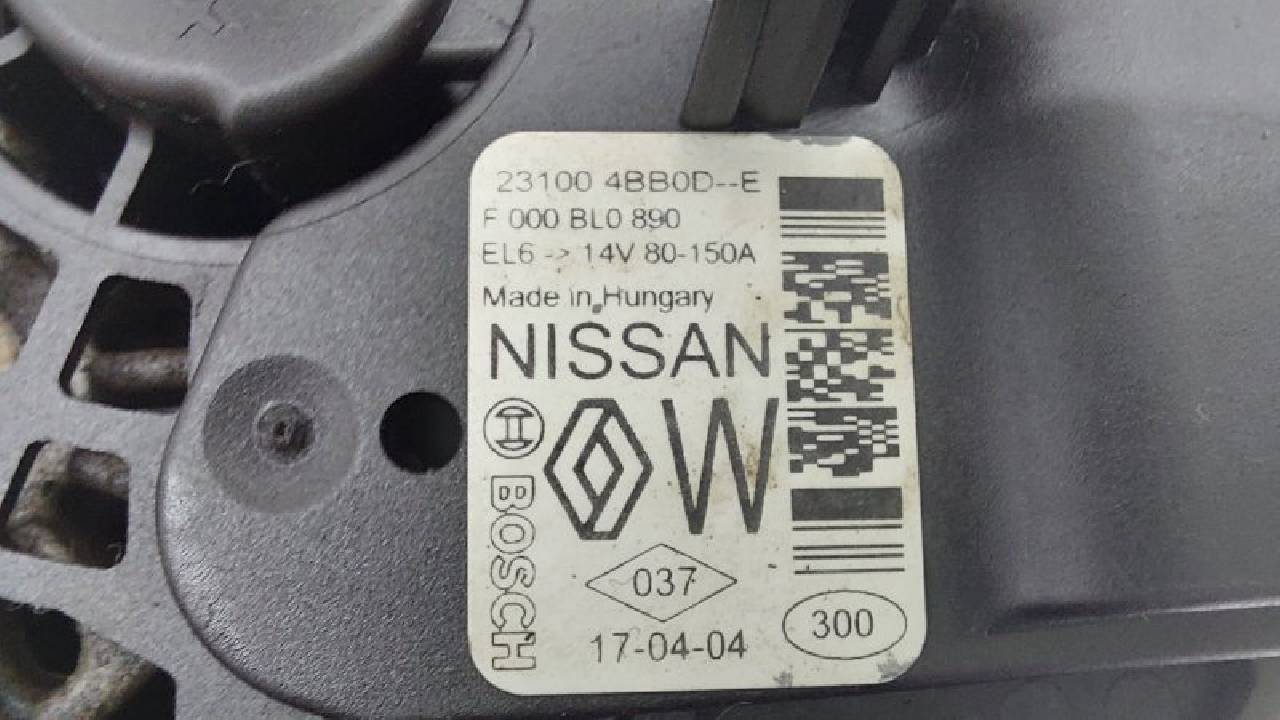 23100 4BB0D--E
F 000 BL0 890
EL6 -> 14V 80-150A
Made in Hungary
NISSAN
W
BOSCH
037
17-04-04
300